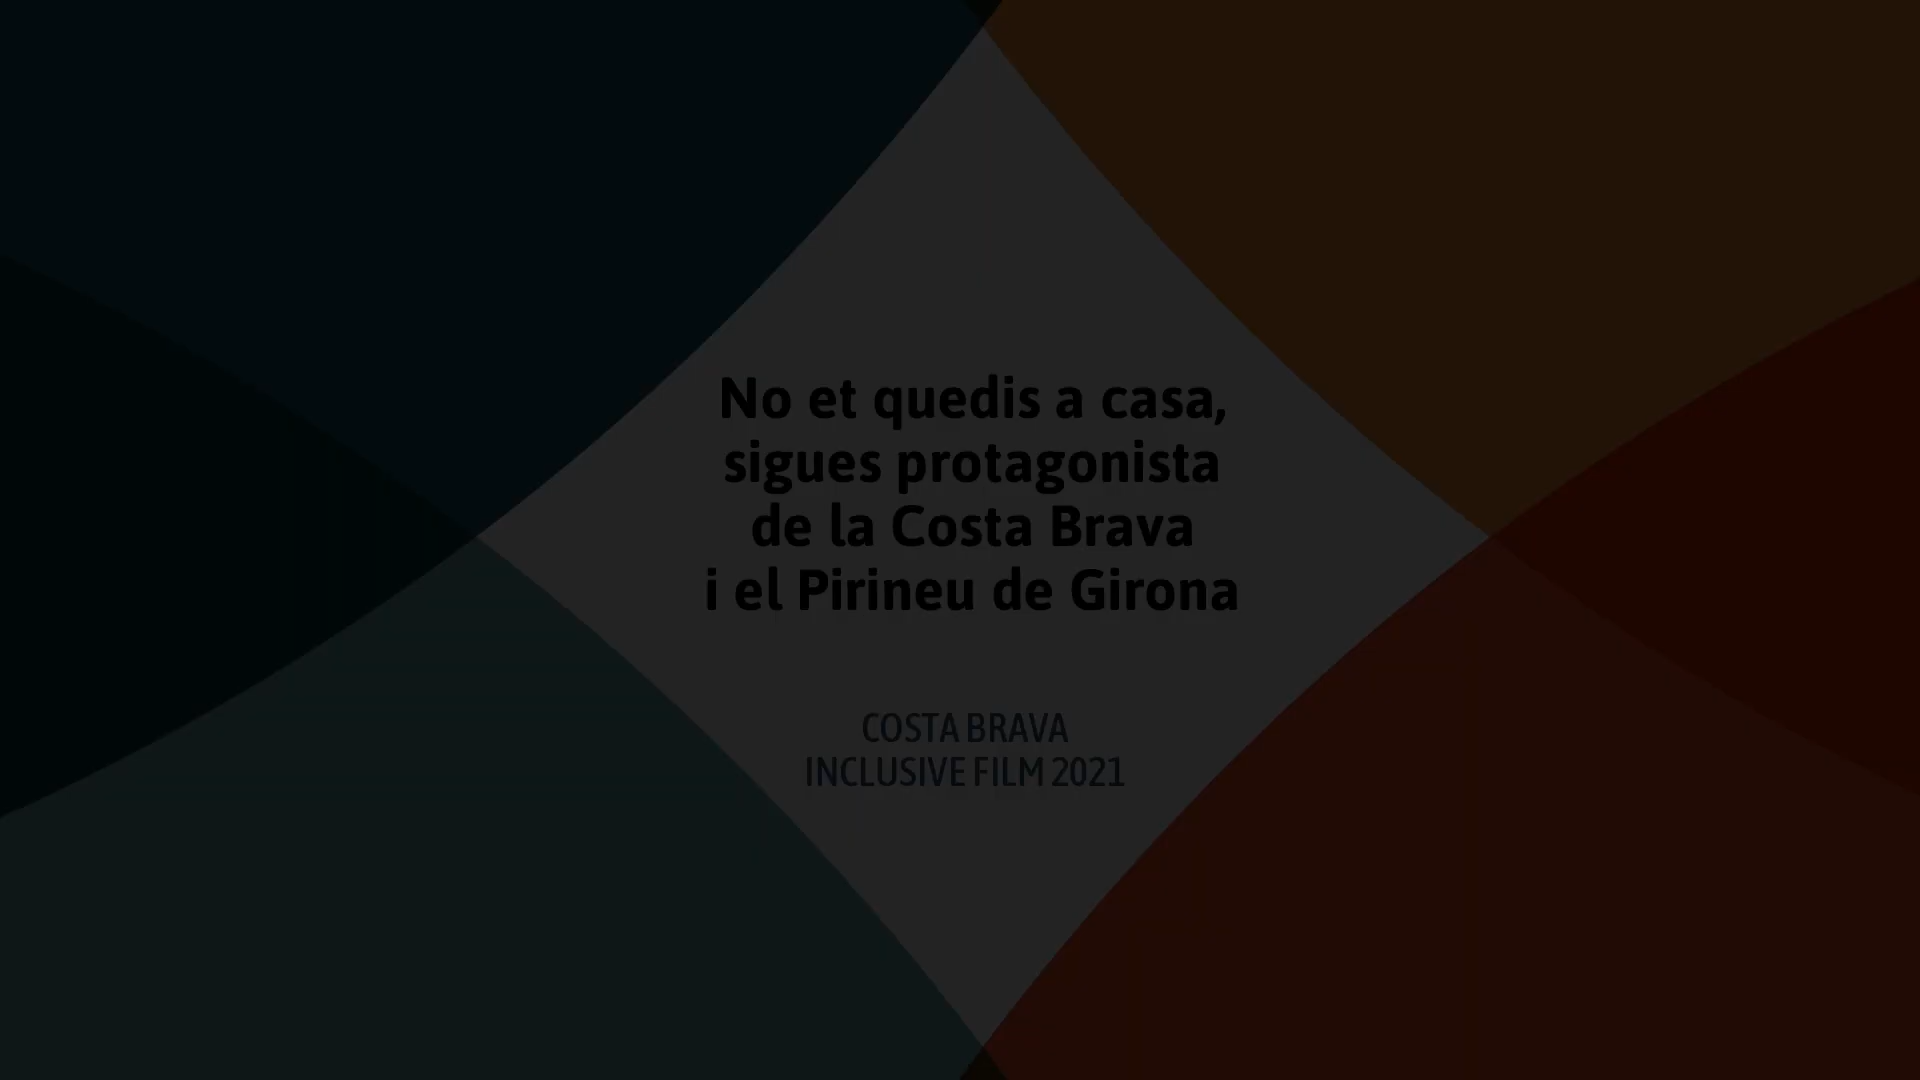 No et quedis a casa,
sigues protagonista
de la Costa Brava
i el Pirineu de Girona
COSTA BRAVA
INCLUSIVE FILM 2021